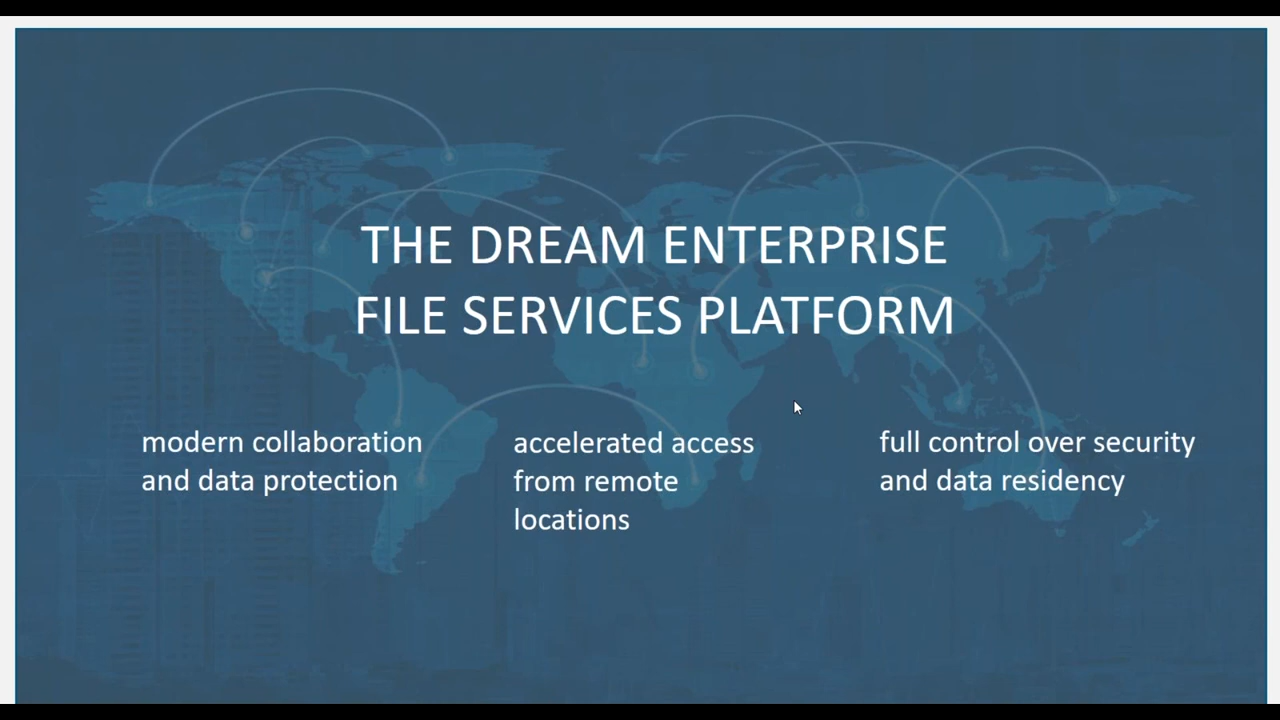 THE DREAM ENTERPRISE
FILE SERVICES PLATFORM
modern collaboration
and data protection
accelerated access
from remote
locations
full control over security
and data residency